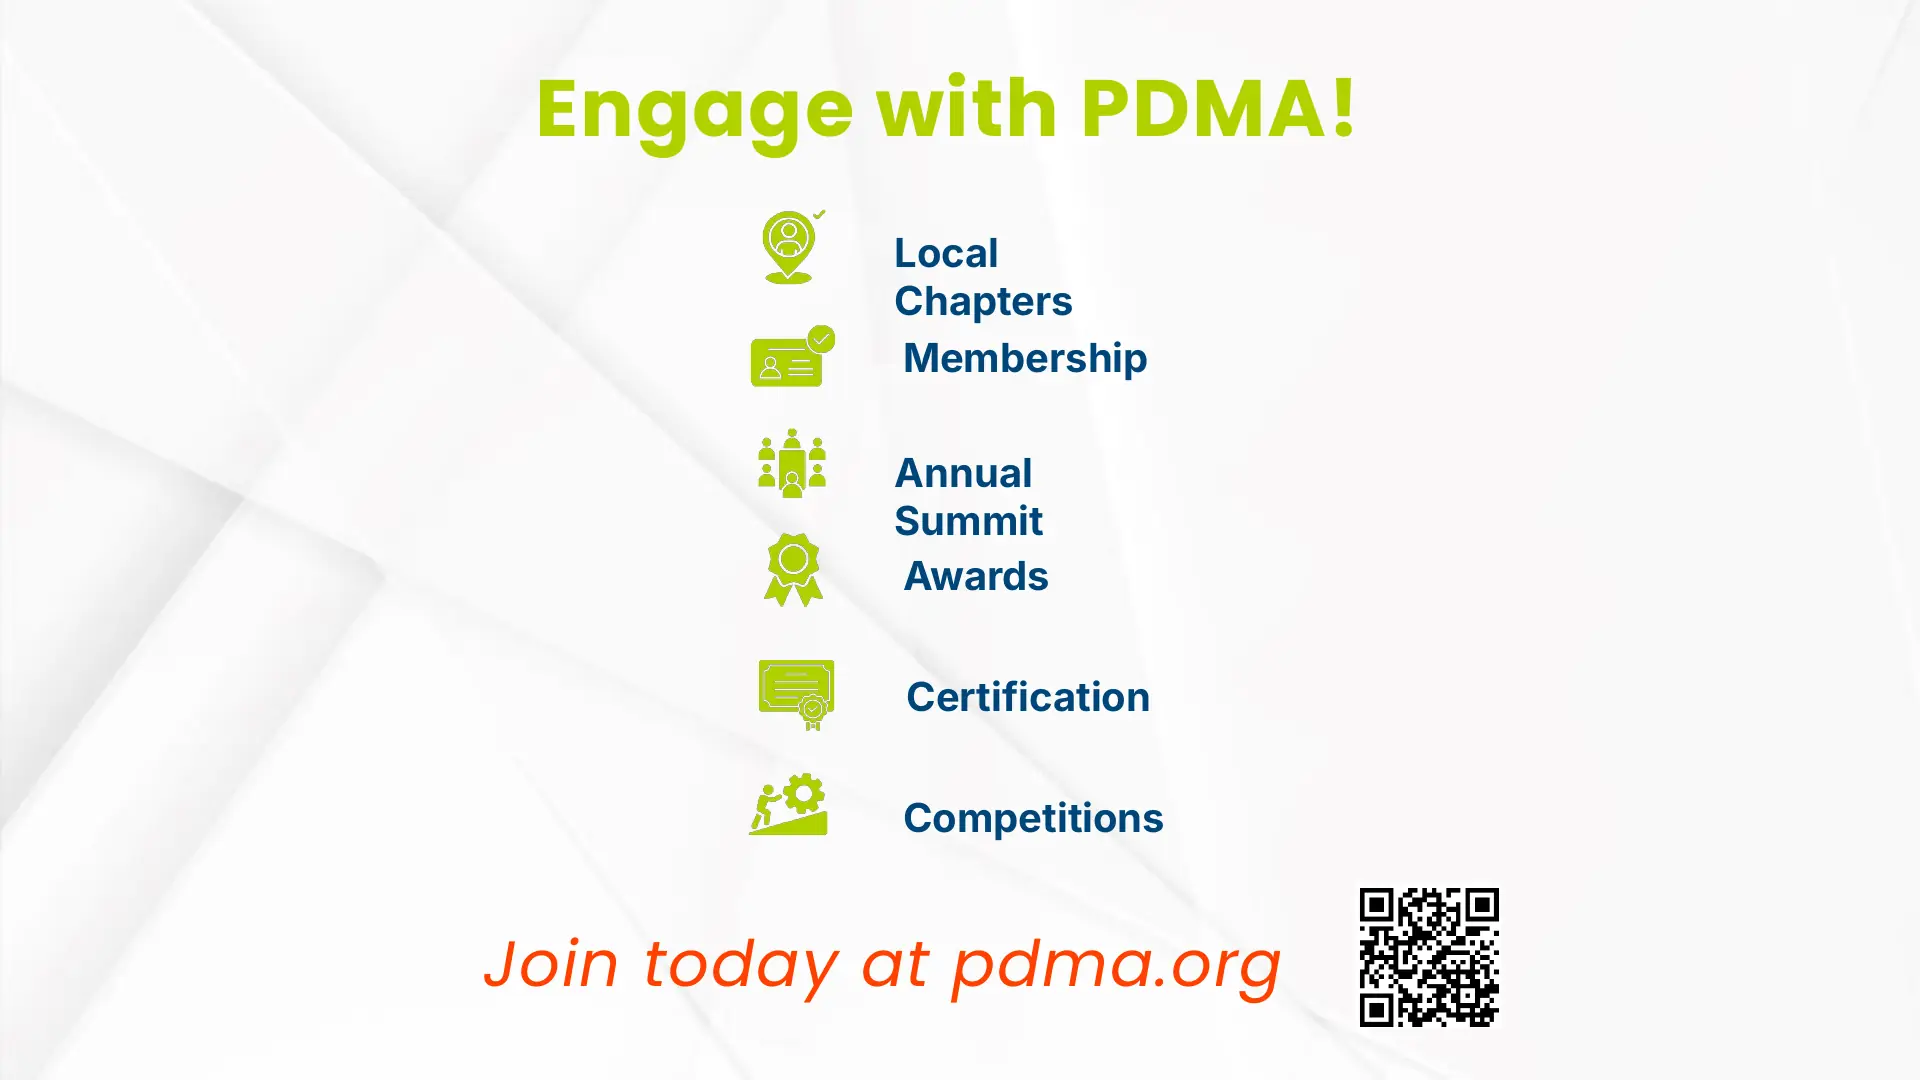 Engage with PDMA!
Local
Chapters
Membership
Annual
Summit
Awards
Certification
Competitions
Join today at pdma.org